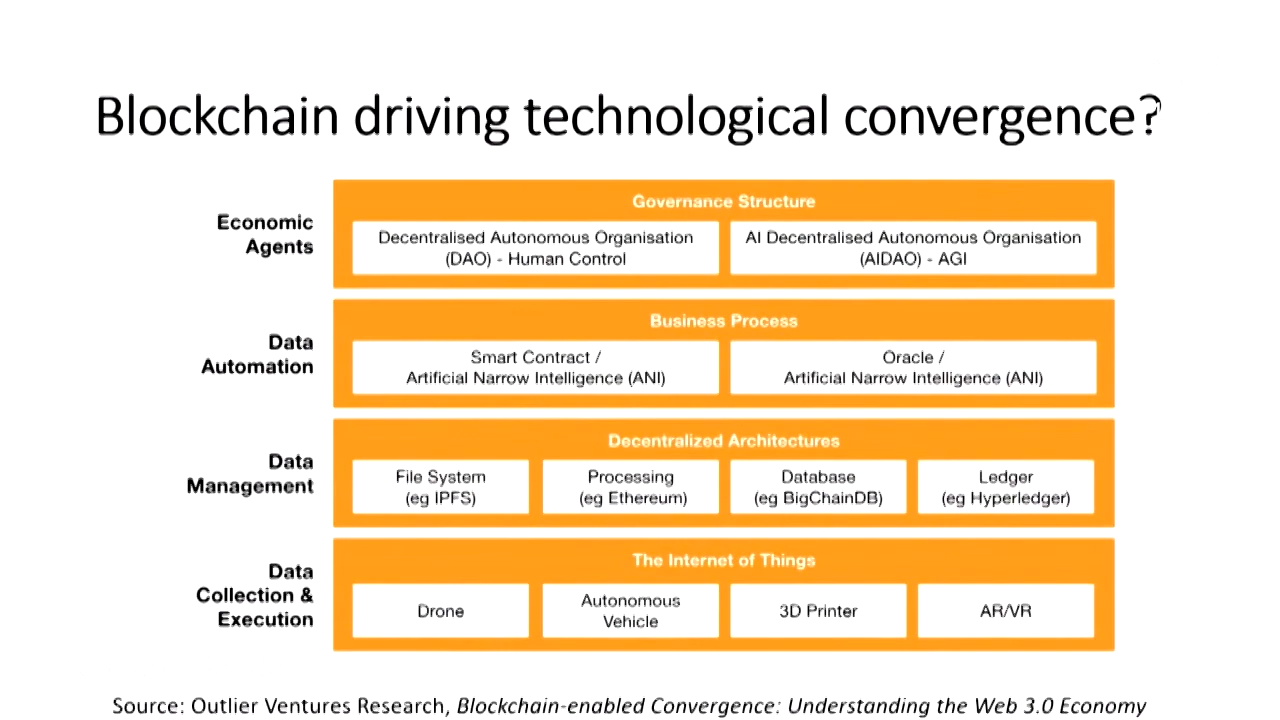 Blockchain driving technological convergence?
Economic
Agents
Governance Structure
Decentralised Autonomous Organisation
(DAO) - Human Control
AI Decentralised Autonomous Organisation
(AIDAO) - AGI
Data
Automation
Business Process
Smart Contract /
Artificial Narrow Intelligence (ANI)
Oracle /
Artificial Narrow Intelligence (ANI)
Data
Management
Decentralized Architectures
File System
(eg IPFS)
Processing
(eg Ethereum)
Database
(eg BigChainDB)
Ledger
(eg Hyperledger)
Data
Collection &
Execution
The Internet of Things
Drone
Autonomous
Vehicle
3D Printer
AR/VR
Source: Outlier Ventures Research, Blockchain-enabled Convergence: Understanding the Web 3.0 Economy